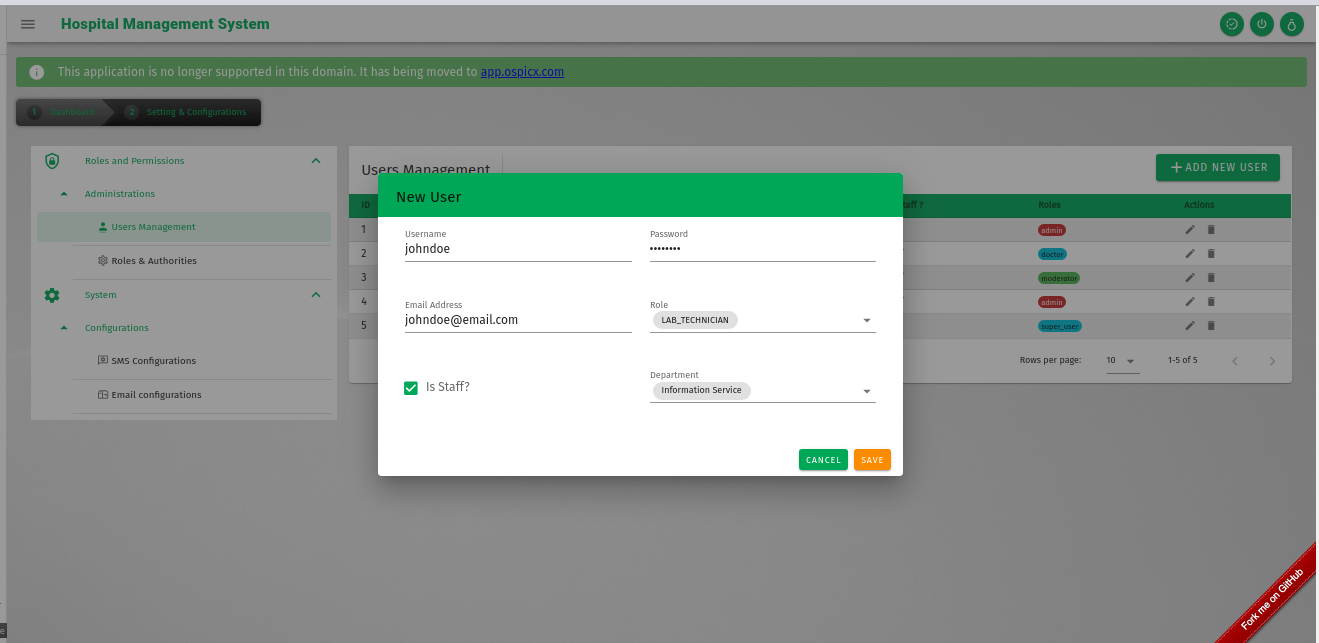 Hospital Management System
This application is no longer supported in this domain. It has being moved to app.ospicx.com
1 Dashboard 2 Setting & Configurations
Roles and Permissions
Administrations
Users Management
Roles & Authorities
System
Configurations
SMS Configurations
Email configurations
Users Management
ADD NEW USER
ID Roles Actions
1 admin
2 doctor
3 moderator
4 admin
5 super_user
Rows per page: 10 1-5 of 5
New User
Username Password
johndoe ••••••••
Email Address Role
johndoe@email.com LAB_TECHNICIAN
Is Staff? Department
Information Service
CANCEL SAVE
Fork me on GitHub